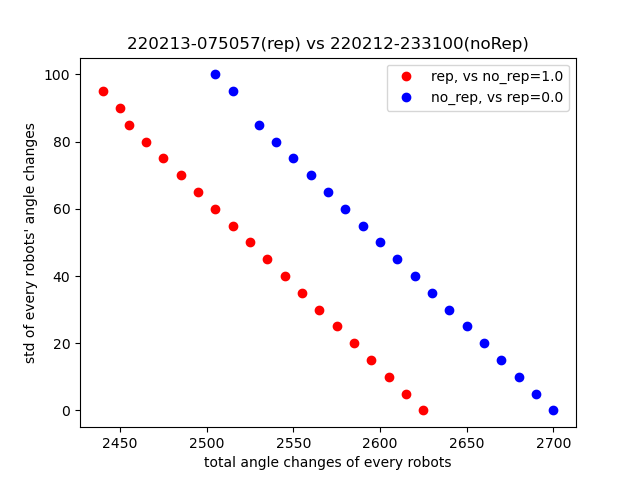 220213-075057(rep) vs 220212-233100(noRep)
rep, vs no_rep=1.0
no_rep, vs rep=0.0
std of every robots' angle changes
100
80
60
40
20
0
2450 2500 2550 2600 2650 2700
total angle changes of every robots